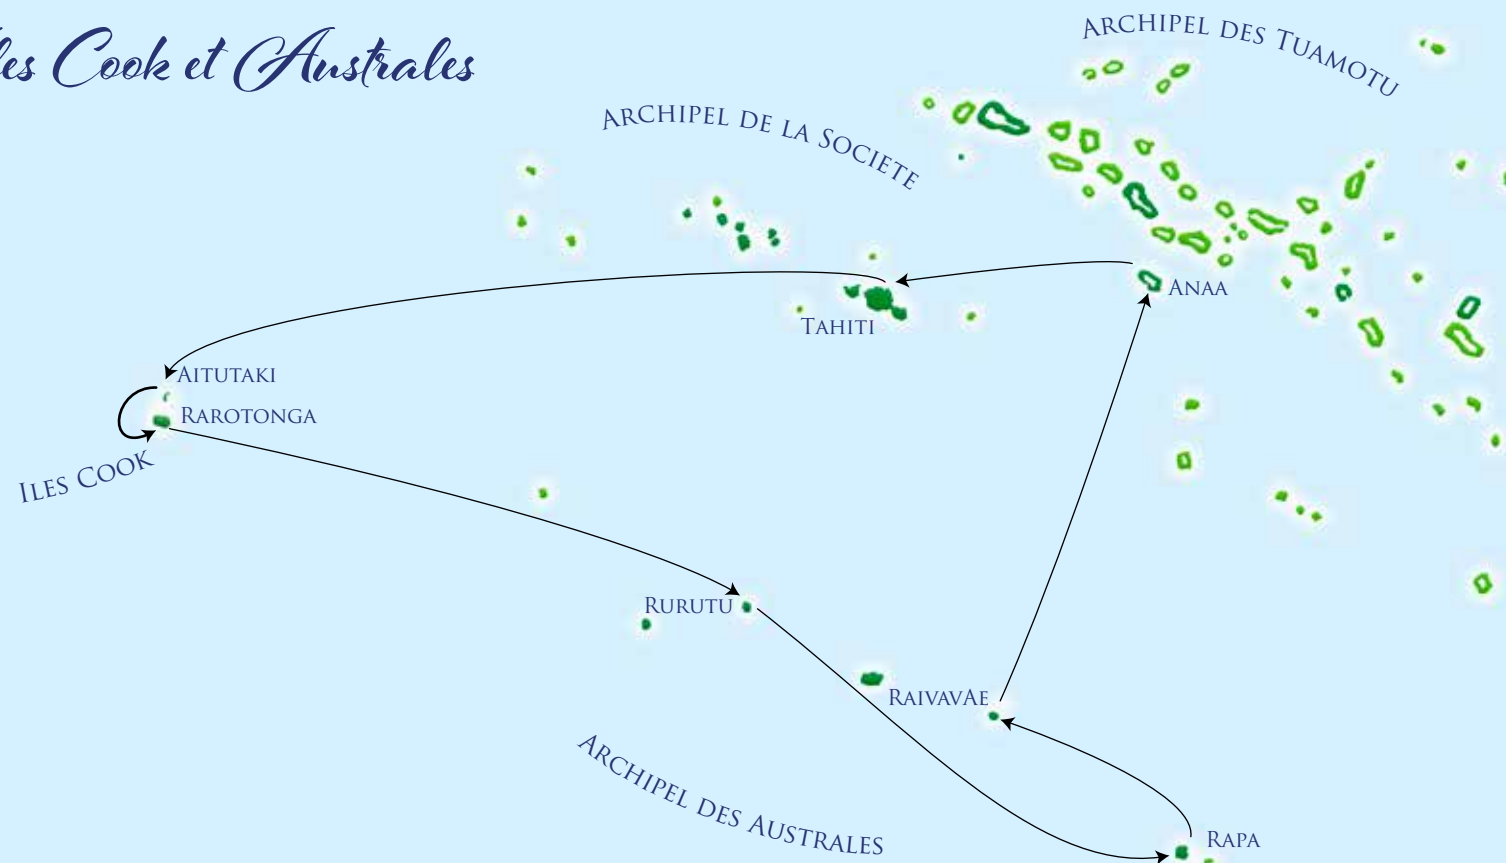 es Cook et Australes
ARCHIPEL DES TUAMOTU
ARCHIPEL DE LA SOCIETE
ANAA
TAHITI
AITUTAKI
RAROTONGA
ILES COOK
RURUTU
RAIVAVAE
ARCHIPEL DES AUSTRALES
RAPA